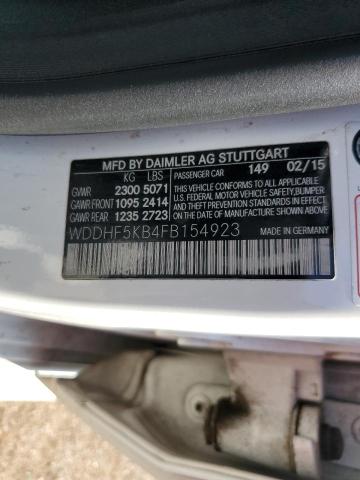 MFD BY DAIMLER AG STUTTGART
KG LBS PASSENGER CAR 149 02/15
GVWR 2300 5071 THIS VEHICLE CONFORMS TO ALL APPLICABLE
GAWR FRONT 1095 2414 U.S. FEDERAL MOTOR VEHICLE SAFETY, BUMPER
GAWR REAR 1235 2723 AND THEFT PREVENTION STANDARDS IN EFFECT
ON THE DATE OF MANUFACTURE SHOWN ABOVE.
WDDHF5KB4FB154923 MADE IN GERMANY